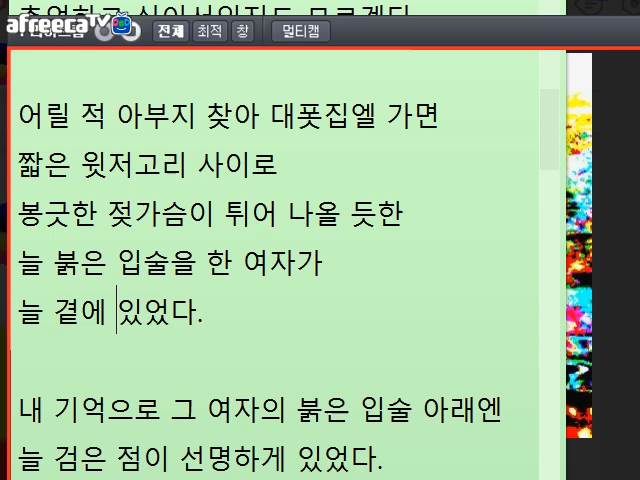 afreecaTV
전체 최적 창 멀티캠
어릴 적 아부지 찾아 대폿집엘 가면
짧은 윗저고리 사이로
봉긋한 젖가슴이 튀어 나올 듯한
늘 붉은 입술을 한 여자가
늘 곁에 있었다.
내 기억으로 그 여자의 붉은 입술 아래엔
늘 검은 점이 선명하게 있었다.